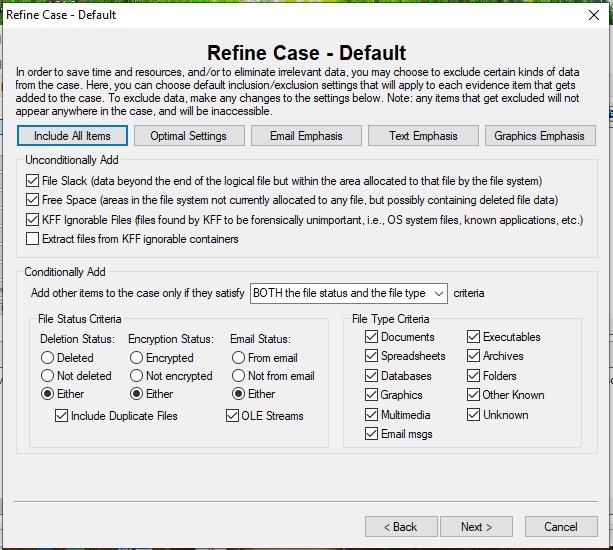 Refine Case - Default
Refine Case - Default
In order to save time and resources, and/or to eliminate irrelevant data, you may choose to exclude certain kinds of data
from the case. Here, you can choose default inclusion/exclusion settings that will apply to each evidence item that gets
added to the case. To exclude data, make any changes to the settings below. Note: any items that get excluded will not
appear anywhere in the case, and will be inaccessible.
Include All Items Optimal Settings Email Emphasis Text Emphasis Graphics Emphasis
Unconditionally Add
File Slack (data beyond the end of the logical file but within the area allocated to that file by the file system)
Free Space (areas in the file system not currently allocated to any file, but possibly containing deleted file data)
KFF Ignorable Files (files found by KFF to be forensically unimportant, i.e., OS system files, known applications, etc.)
Extract files from KFF ignorable containers
Conditionally Add
Add other items to the case only if they satisfy BOTH the file status and the file type criteria
File Status Criteria
Deletion Status: Encryption Status: Email Status:
Deleted Encrypted From email
Not deleted Not encrypted Not from email
Either Either Either
Include Duplicate Files OLE Streams
File Type Criteria
Documents Executables
Spreadsheets Archives
Databases Folders
Graphics Other Known
Multimedia Unknown
Email msgs
< Back Next > Cancel